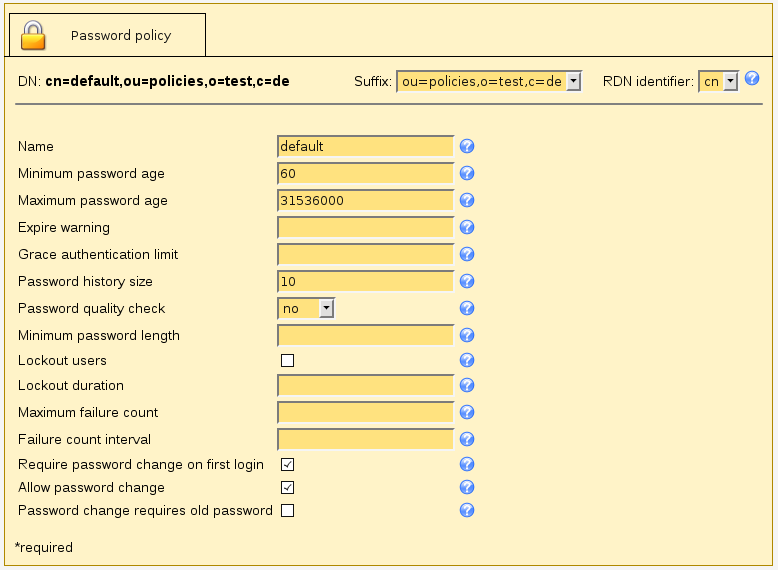 Password policy
DN: cn=default,ou=policies,o=test,c=de Suffix: ou=policies,o=test,c=de RDN identifier: cn ?
Name default ?
Minimum password age 60 ?
Maximum password age 31536000 ?
Expire warning ?
Grace authentication limit ?
Password history size 10 ?
Password quality check no ?
Minimum password length ?
Lockout users ?
Lockout duration ?
Maximum failure count ?
Failure count interval ?
Require password change on first login ?
Allow password change ?
Password change requires old password ?
*required